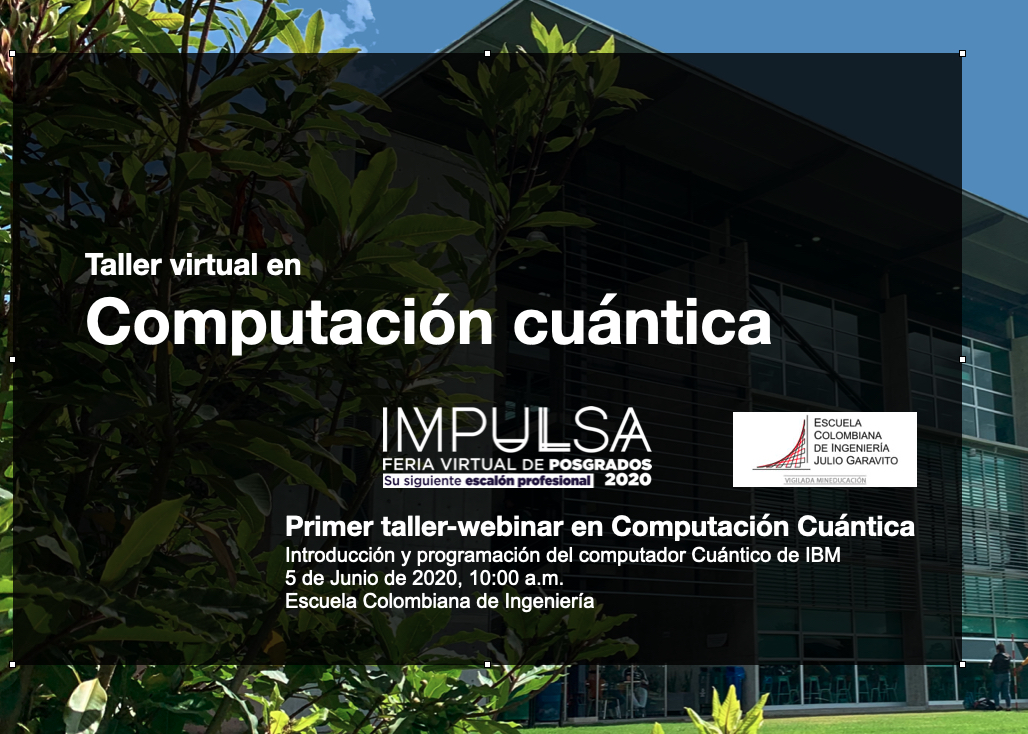 Taller virtual en
Computación cuántica
IMPULSA
FERIA VIRTUAL DE POSGRADOS
Su siguiente escalón profesional 2020
ESCUELA
COLOMBIANA
DE INGENIERÍA
JULIO GARAVITO
VIGILADA MINEDUCACIÓN
Primer taller-webinar en Computación Cuántica
Introducción y programación del computador Cuántico de IBM
5 de Junio de 2020, 10:00 a.m.
Escuela Colombiana de Ingeniería